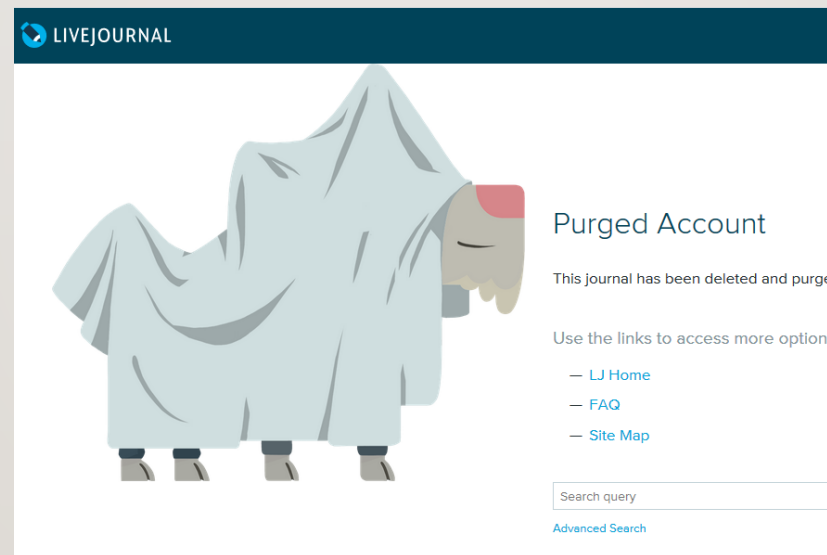 LIVEJOURNAL
Purged Account
This journal has been deleted and purge
Use the links to access more option
— LJ Home
— FAQ
— Site Map
Search query
Advanced Search